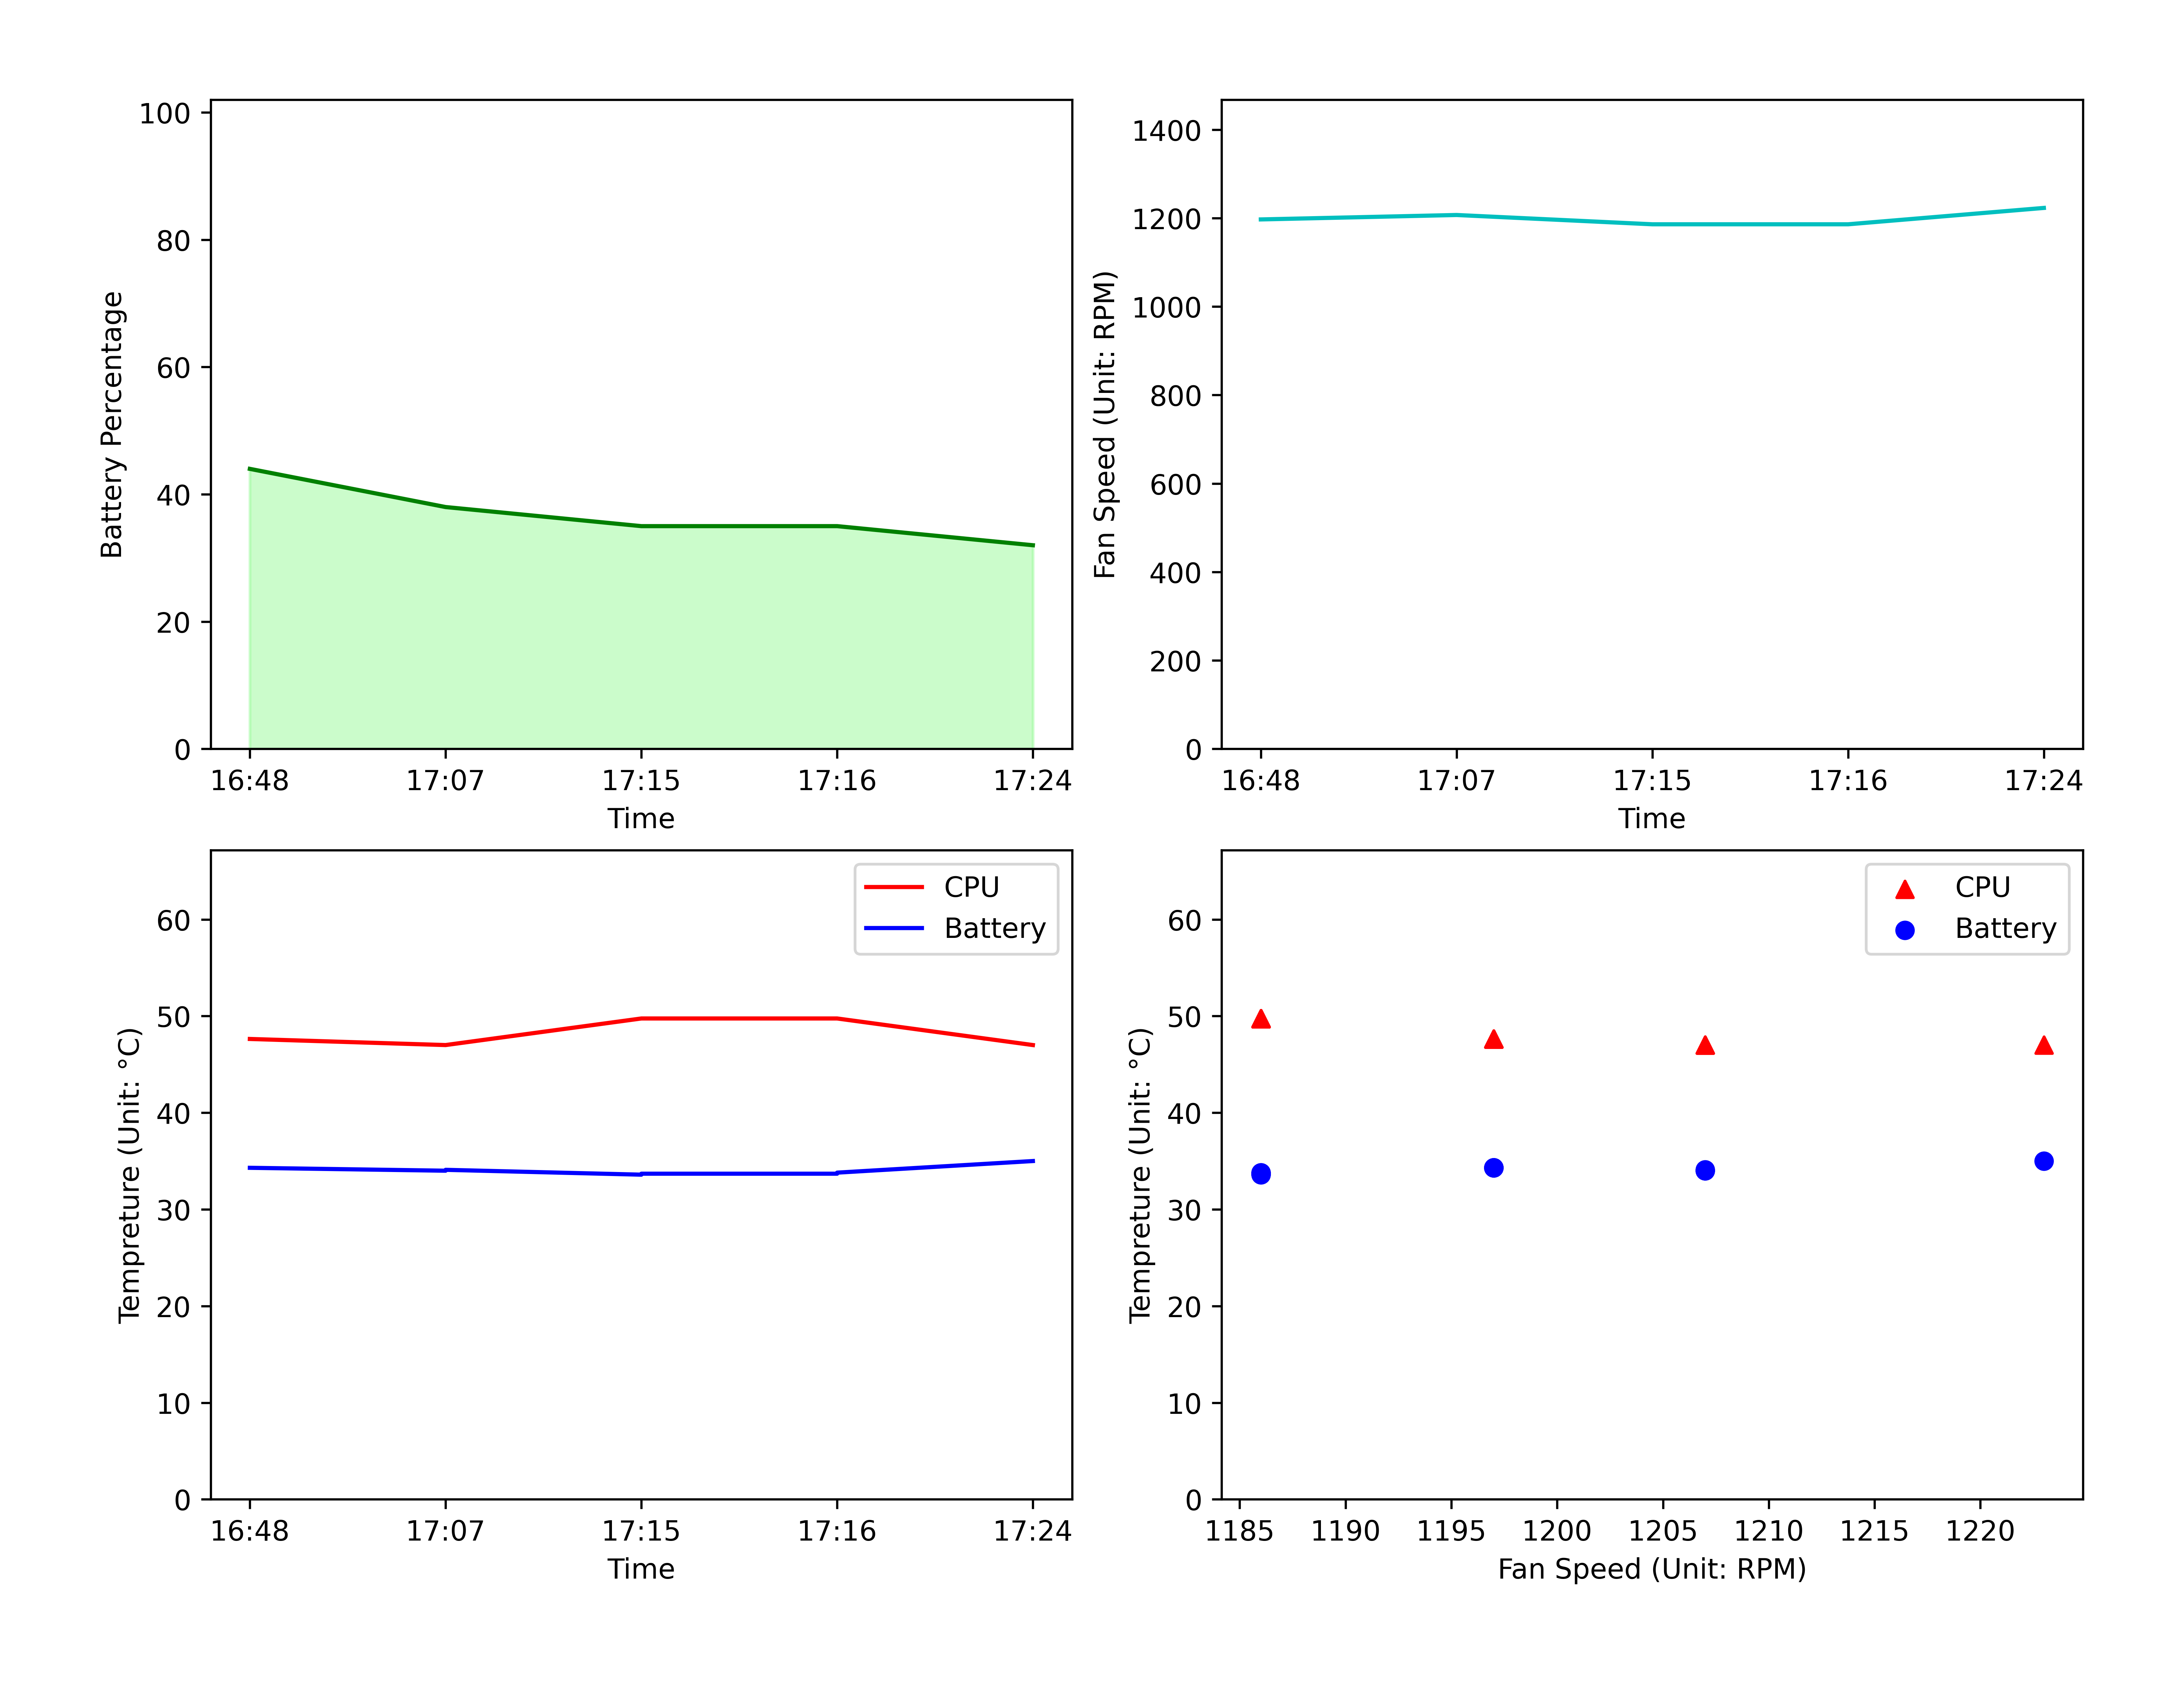 100
80
60
40
20
0
Battery Percentage
16:48 17:07 17:15 17:16 17:24
Time
1400
1200
1000
800
600
400
200
0
Fan Speed (Unit: RPM)
16:48 17:07 17:15 17:16 17:24
Time
CPU
Battery
60
50
40
30
20
10
0
Tempreture (Unit: °C)
16:48 17:07 17:15 17:16 17:24
Time
CPU
Battery
60
50
40
30
20
10
0
Tempreture (Unit: °C)
1185 1190 1195 1200 1205 1210 1215 1220
Fan Speed (Unit: RPM)